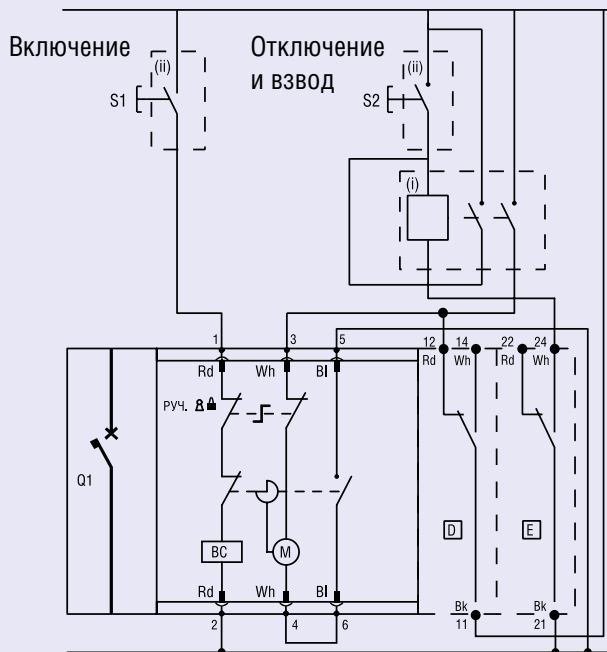 Включение
Отключение
и взвод
(ii)
(ii)
S1
S2
(i)
1
3
5
12
14
22
24
Rd
Wh
Bl
Rd
Wh
Rd
Wh
РУЧ.
Q1
D
E
BC
M
Rd
Wh
Bl
Bk
Bk
2
4
6
11
21